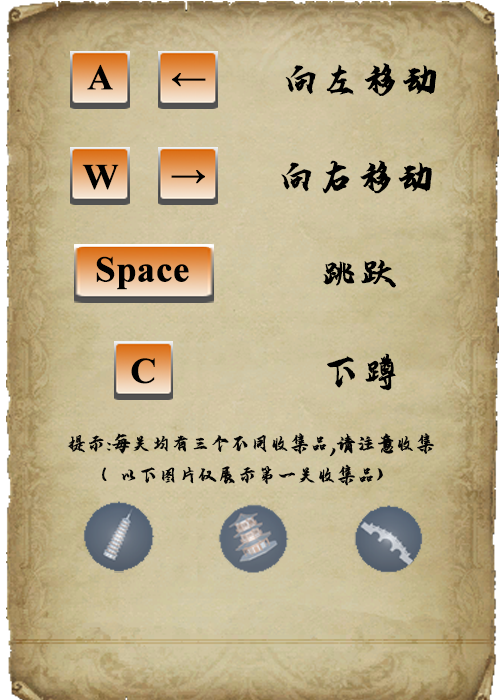 A ← 向左移动
W → 向右移动
Space 跳跃
C 下蹲
提示:每关均有三个不同收集品,请注意收集
( 以下图片仅展示第一关收集品)